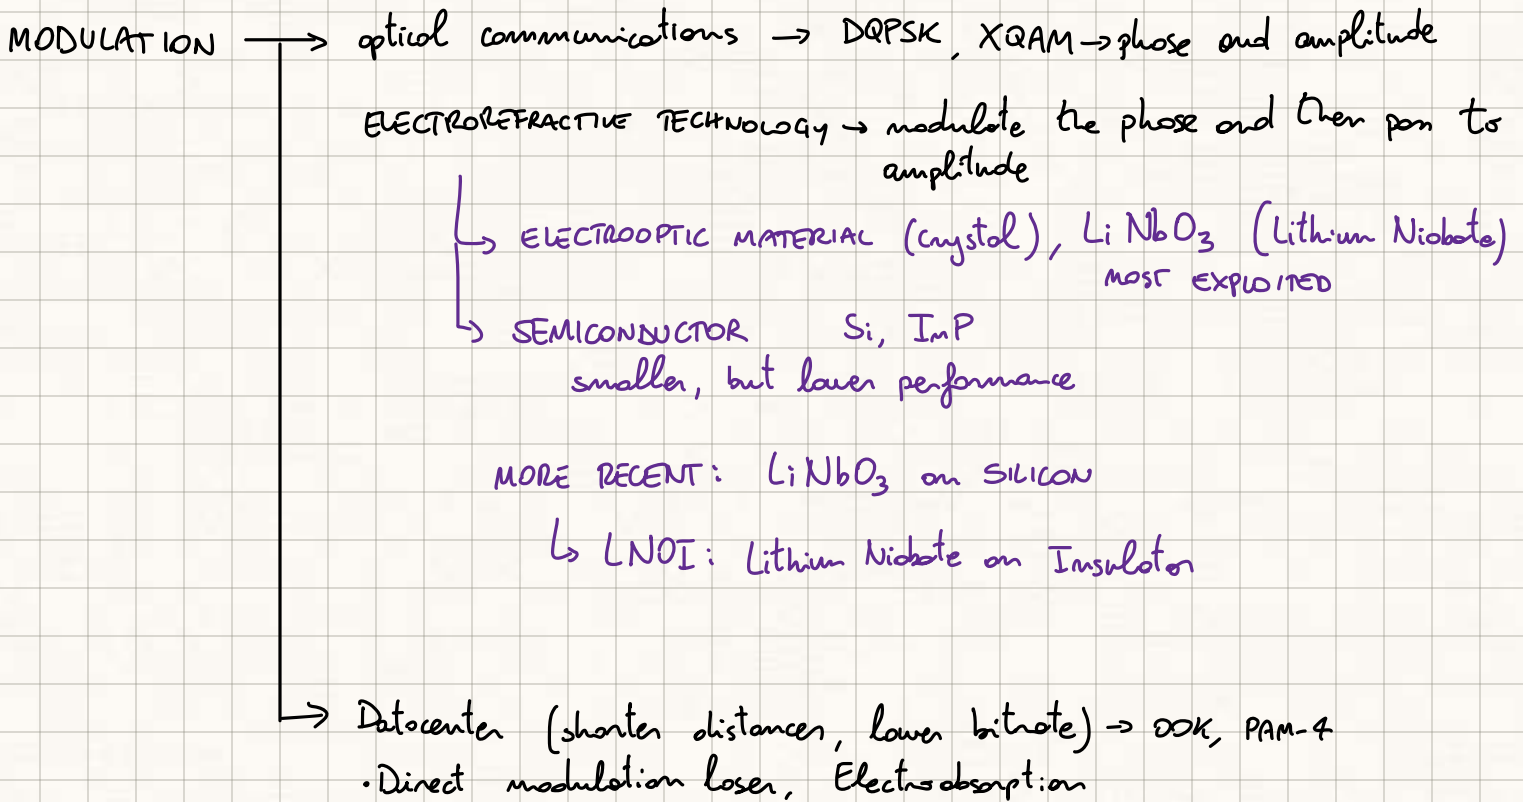 MODULATION → optical communications → DQPSK, XQAM → phase and amplitude
ELECTROREFRACTIVE TECHNOLOGY → modulate the phase and then pass to
amplitude
↳ ELECTROOPTIC MATERIAL (crystal), LiNbO3 (Lithium Niobate)
MOST EXPLOITED
↳ SEMICONDUCTOR Si, InP
smaller, but lower performance
MORE RECENT: LiNbO3 on SILICON
↳ LNOI: Lithium Niobate on Insulator
→ Datacenter (shorter distances, lower bitrate) → OOK, PAM-4
• Direct modulation laser, Electroabsorption